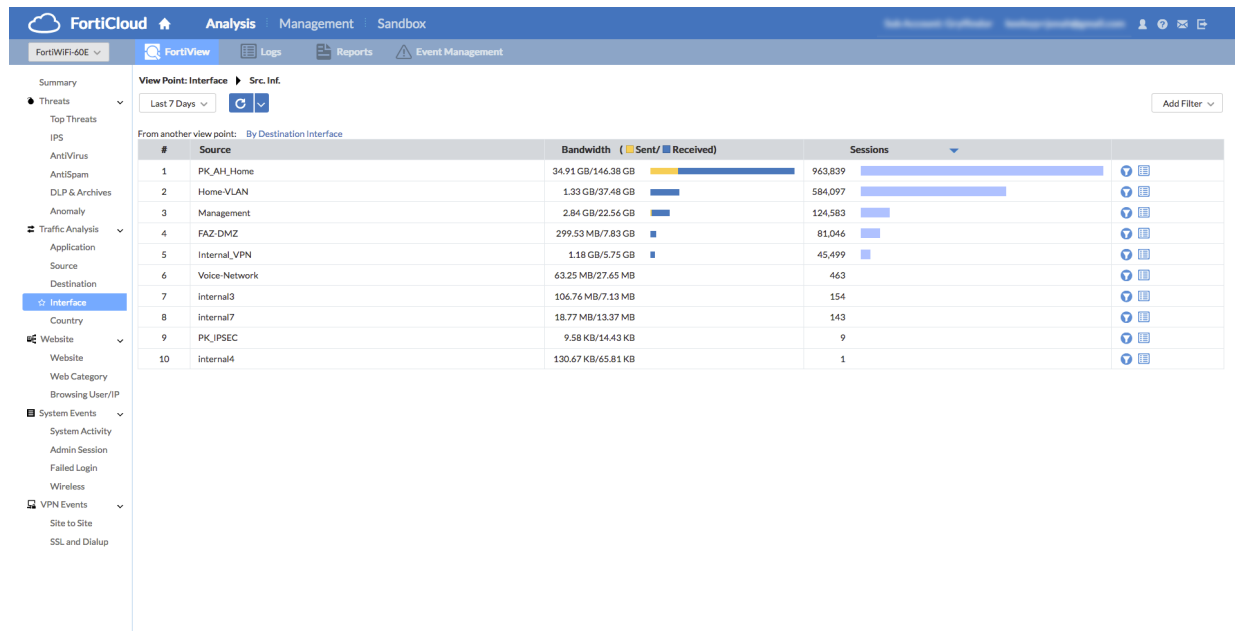 FortiCloud Analysis Management Sandbox
FortiWiFi-60E FortiView Logs Reports Event Management
Summary
Threats
Top Threats
IPS
AntiVirus
AntiSpam
DLP & Archives
Anomaly
Traffic Analysis
Application
Source
Destination
Interface
Country
Website
Website
Web Category
Browsing User/IP
System Events
System Activity
Admin Session
Failed Login
Wireless
VPN Events
Site to Site
SSL and Dialup
View Point: Interface Src. Inf.
Last 7 Days Add Filter
From another view point: By Destination Interface
# Source Bandwidth ( Sent/ Received) Sessions
1 PK_AH_Home 34.91 GB/146.38 GB 963,839
2 Home-VLAN 1.33 GB/37.48 GB 584,097
3 Management 2.84 GB/22.56 GB 124,583
4 FAZ-DMZ 299.53 MB/7.83 GB 81,046
5 Internal_VPN 1.18 GB/5.75 GB 45,499
6 Voice-Network 63.25 MB/27.65 MB 463
7 internal3 106.76 MB/7.13 MB 154
8 internal7 18.77 MB/13.37 MB 143
9 PK_IPSEC 9.58 KB/14.43 KB 9
10 internal4 130.67 KB/65.81 KB 1